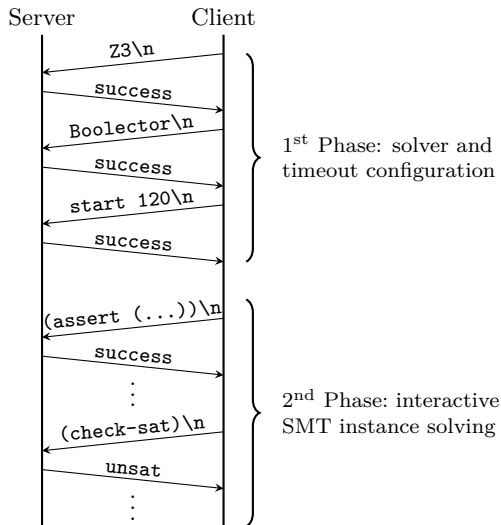 Server Client
Z3\n
success
Boolector\n
success
start 120\n
success
1st Phase: solver and
timeout configuration
(assert (...))\n
success
⋮
(check-sat)\n
unsat
⋮
2nd Phase: interactive
SMT instance solving